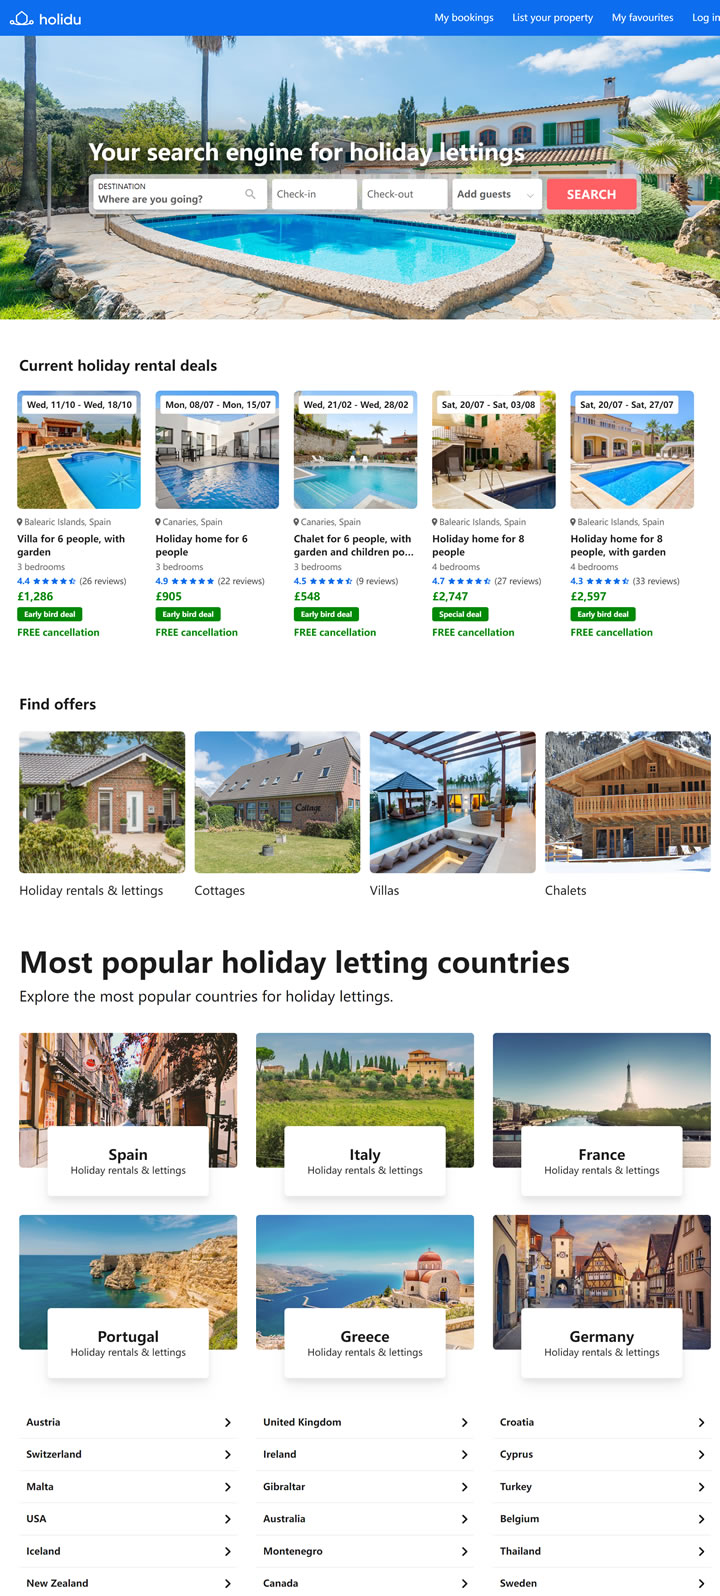 holidu
My bookings List your property My favourites Log in
Your search engine for holiday lettings
DESTINATION
Where are you going?
Check-in
Check-out
Add guests
SEARCH
Current holiday rental deals
Wed, 11/10 - Wed, 18/10
Balearic Islands, Spain
Villa for 6 people, with
garden
3 bedrooms
4.4 ★★★★⯨ (26 reviews)
£1,286
Early bird deal
FREE cancellation
Mon, 08/07 - Mon, 15/07
Canaries, Spain
Holiday home for 6
people
3 bedrooms
4.9 ★★★★★ (22 reviews)
£905
Early bird deal
FREE cancellation
Wed, 21/02 - Wed, 28/02
Canaries, Spain
Chalet for 6 people, with
garden and children po...
3 bedrooms
4.5 ★★★★⯨ (9 reviews)
£548
Early bird deal
FREE cancellation
Sat, 20/07 - Sat, 03/08
Balearic Islands, Spain
Holiday home for 8
people
4 bedrooms
4.7 ★★★★⯨ (27 reviews)
£2,747
Special deal
FREE cancellation
Sat, 20/07 - Sat, 27/07
Balearic Islands, Spain
Holiday home for 8
people, with garden
4 bedrooms
4.3 ★★★★⯨ (33 reviews)
£2,597
Early bird deal
FREE cancellation
Find offers
Cottage
Holiday rentals & lettings
Cottages
Villas
Chalets
Most popular holiday letting countries
Explore the most popular countries for holiday lettings.
Spain
Holiday rentals & lettings
Italy
Holiday rentals & lettings
France
Holiday rentals & lettings
Portugal
Holiday rentals & lettings
Greece
Holiday rentals & lettings
Germany
Holiday rentals & lettings
Austria
United Kingdom
Croatia
Switzerland
Ireland
Cyprus
Malta
Gibraltar
Turkey
USA
Australia
Belgium
Iceland
Montenegro
Thailand
New Zealand
Canada
Sweden